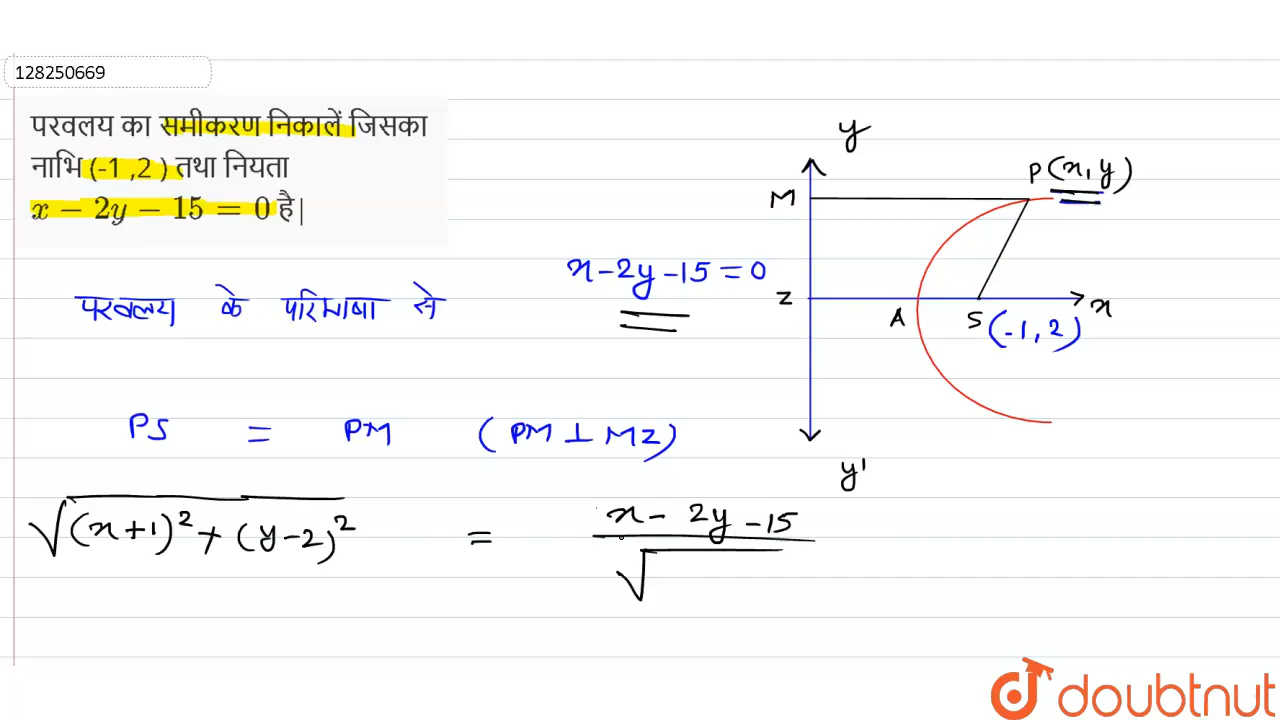 128250669
परवलय का समीकरण निकालें जिसका
नाभि (-1 ,2 ) तथा नियता
x − 2y − 15 = 0 है|
y
P(x, y)
M
x-2y-15=0
परवलय के परिभाषा से
Z
A
S
(-1, 2)
x
PS = PM (PM ⊥ MZ)
y'
√(x+1)² + (y-2)² = x - 2y - 15
√
doubtnut